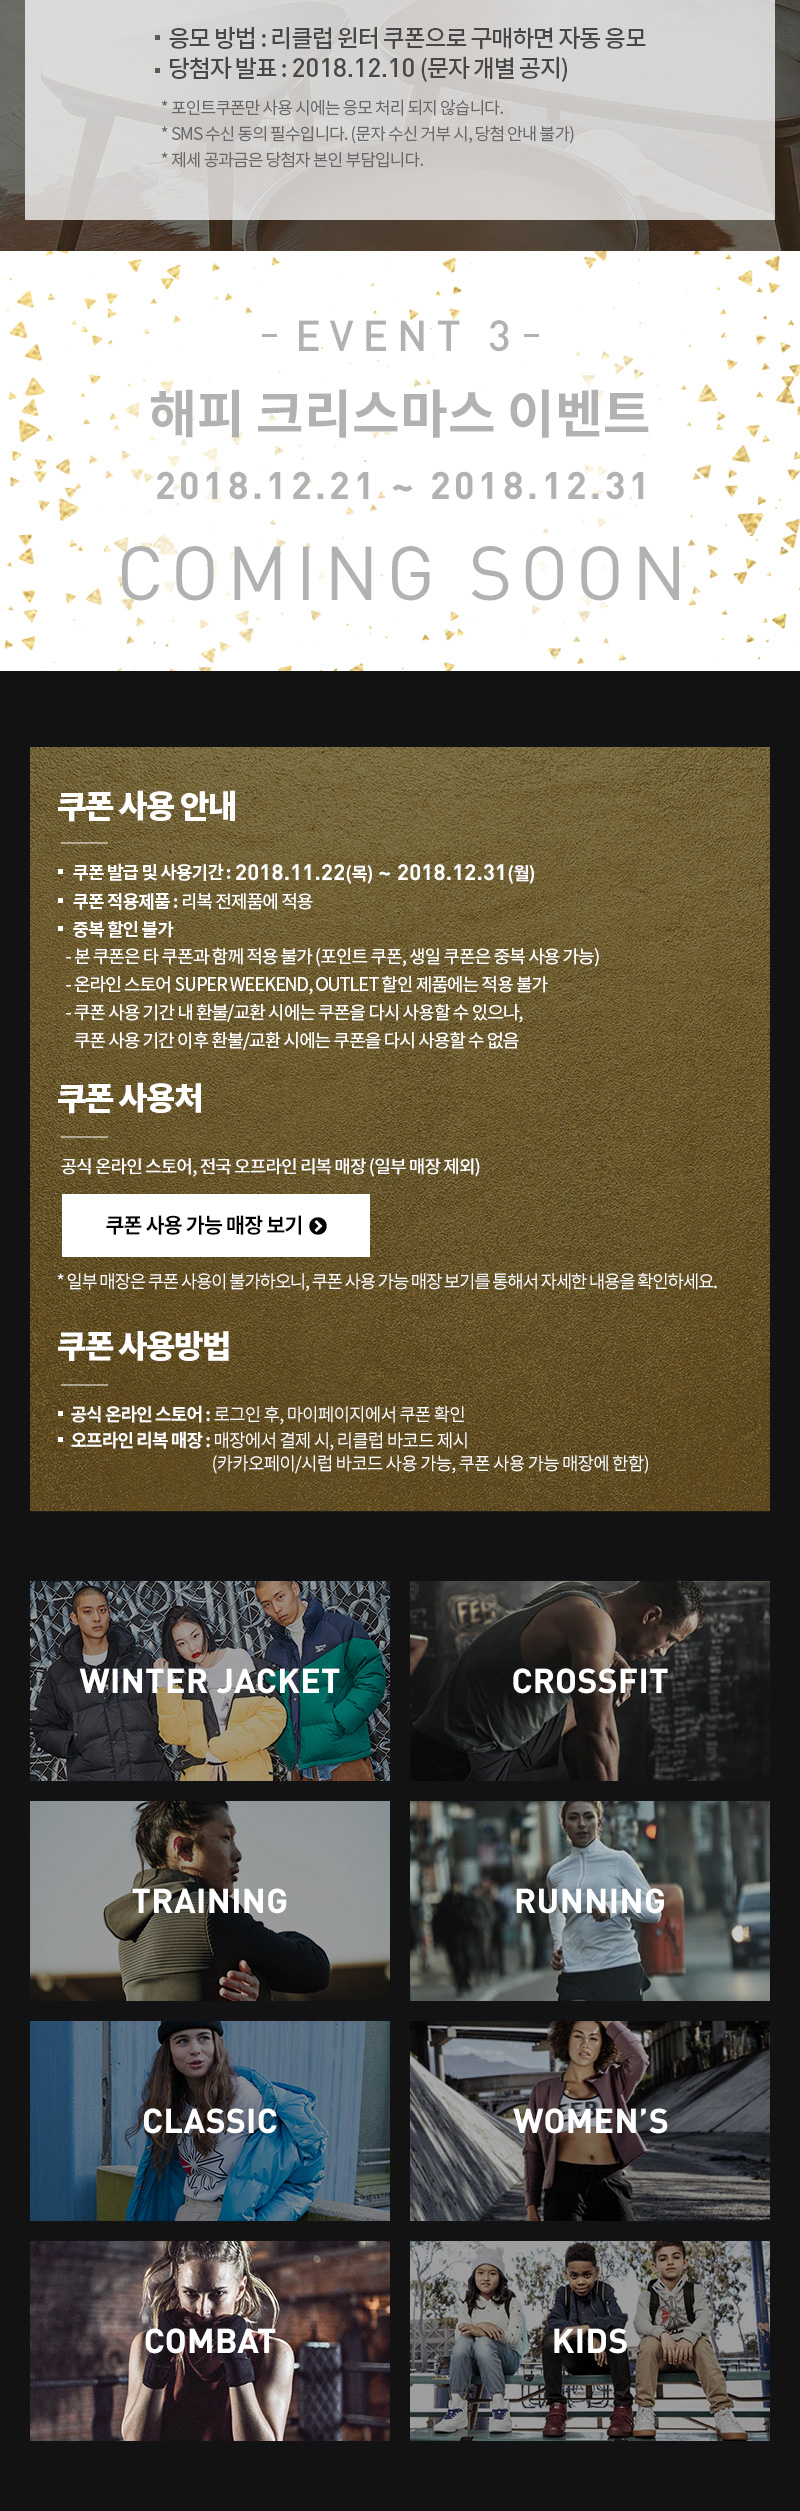 응모 방법 : 리클럽 윈터 쿠폰으로 구매하면 자동 응모
당첨자 발표 : 2018.12.10 (문자 개별 공지)
* 포인트쿠폰만 사용 시에는 응모 처리 되지 않습니다.
* SMS 수신 동의 필수입니다. (문자 수신 거부 시, 당첨 안내 불가)
* 제세 공과금은 당첨자 본인 부담입니다.
- EVENT 3 -
해피 크리스마스 이벤트
2018.12.21 ~ 2018.12.31
COMING SOON
쿠폰 사용 안내
쿠폰 발급 및 사용기간 : 2018.11.22(목) ~ 2018.12.31(월)
쿠폰 적용제품 : 리복 전제품에 적용
중복 할인 불가
- 본 쿠폰은 타 쿠폰과 함께 적용 불가 (포인트 쿠폰, 생일 쿠폰은 중복 사용 가능)
- 온라인 스토어 SUPER WEEKEND, OUTLET 할인 제품에는 적용 불가
- 쿠폰 사용 기간 내 환불/교환 시에는 쿠폰을 다시 사용할 수 있으나,
쿠폰 사용 기간 이후 환불/교환 시에는 쿠폰을 다시 사용할 수 없음
쿠폰 사용처
공식 온라인 스토어, 전국 오프라인 리복 매장 (일부 매장 제외)
쿠폰 사용 가능 매장 보기
* 일부 매장은 쿠폰 사용이 불가하오니, 쿠폰 사용 가능 매장 보기를 통해서 자세한 내용을 확인하세요.
쿠폰 사용방법
공식 온라인 스토어 : 로그인 후, 마이페이지에서 쿠폰 확인
오프라인 리복 매장 : 매장에서 결제 시, 리클럽 바코드 제시
(카카오페이/시럽 바코드 사용 가능, 쿠폰 사용 가능 매장에 한함)
WINTER JACKET
CROSSFIT
TRAINING
RUNNING
CLASSIC
WOMEN'S
COMBAT
KIDS